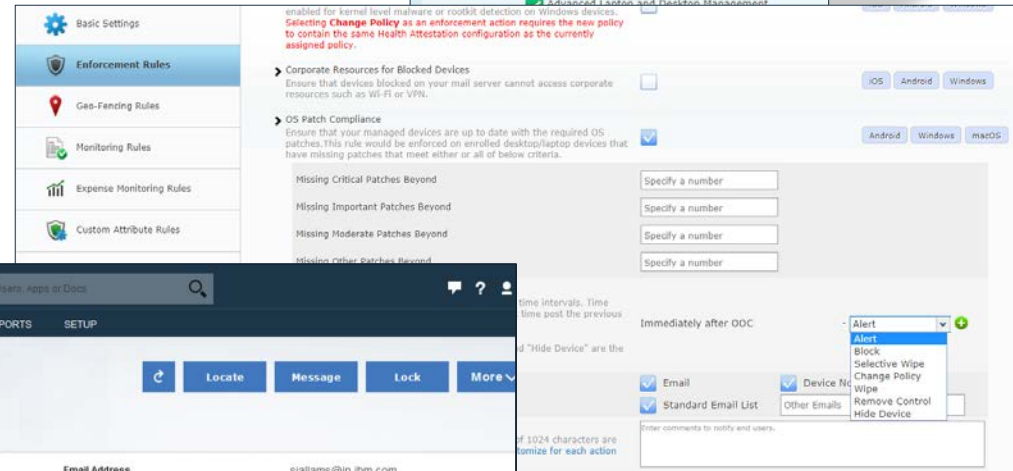 Advanced Laptop and Desktop Management
enabled for kernel level malware or rootkit detection on Windows devices.
Selecting Change Policy as an enforcement action requires the new policy
to contain the same Health Attestation configuration as the currently
assigned policy.
Basic Settings
Enforcement Rules
Geo-Fencing Rules
Monitoring Rules
Expense Monitoring Rules
Custom Attribute Rules
Corporate Resources for Blocked Devices
Ensure that devices blocked on your mail server cannot access corporate
resources such as Wi-Fi or VPN.
iOS Android Windows
OS Patch Compliance
Ensure that your managed devices are up to date with the required OS
patches.This rule would be enforced on enrolled desktop/laptop devices that
have missing patches that meet either or all of below criteria.
Android Windows macOS
Missing Critical Patches Beyond Specify a number
Missing Important Patches Beyond Specify a number
Missing Moderate Patches Beyond Specify a number
Missing Other Patches Beyond Specify a number
Users, Apps or Docs
?
PORTS SETUP
Locate Message Lock More
Email Address sjallams@in.ibm.com
time intervals. Time
time post the previous
d "Hide Device" are the
Immediately after OOC - Alert
Alert
Block
Selective Wipe
Change Policy
Wipe
Remove Control
Hide Device
Email Device No
Standard Email List Other Emails
of 1024 characters are
tomize for each action
Enter comments to notify end users.